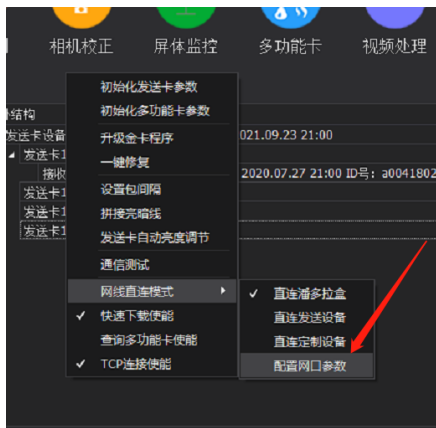 相机校正 屏体监控 多功能卡 视频处理
初始化发送卡参数
结构
初始化多功能卡参数
发送卡设备
升级金卡程序
021.09.23 21:00
发送卡1
一键修复
接收
2020.07.27 21:00 ID号: a0041802
设置包间隔
发送卡1
拼接亮暗线
发送卡1
发送卡自动亮度调节
发送卡1
通信测试
网线直连模式
✓ 直连潘多拉盒
✓ 快速下载使能
直连发送设备
查询多功能卡使能
直连定制设备
✓ TCP连接使能
配置网口参数